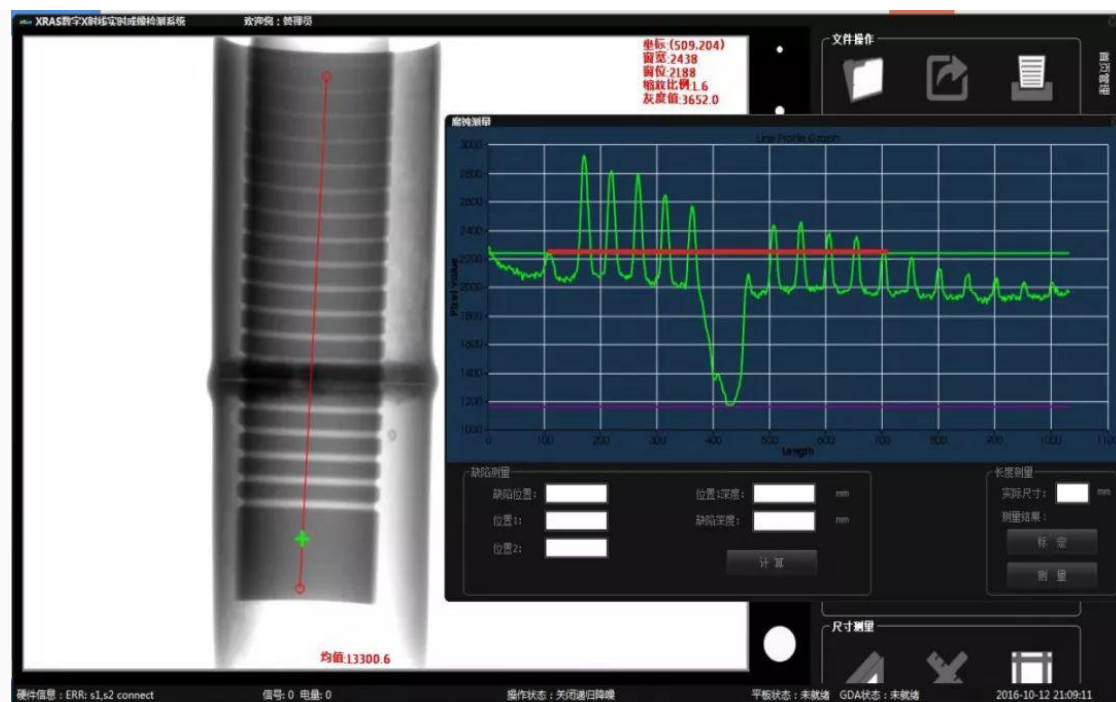 XRAS数字X射线实时成像检测系统 欢迎您：管理员
坐标:(509,204)
窗宽:2438
窗位:2188
缩放比例:1.6
灰度值:3652.0
文件操作
首页管理
腐蚀测量
Line Profile Graph
Pixel value
3000
2800
2600
2400
2200
2000
1800
1600
1400
1200
1000
0 100 200 300 400 500 600 700 800 900 1000 1100
Length
缺陷测量
缺陷位置：
位置1：
位置2：
位置1深度： mm
缺陷深度： mm
计 算
长度测量
实际尺寸： mm
测量结果：
标 定
测 量
尺寸测量
均值:13300.6
硬件信息：ERR: s1,s2 connect 信号: 0 电量: 0 操作状态：关闭递归降噪 平板状态：未就绪 GDA状态：未就绪 2016-10-12 21:09:11